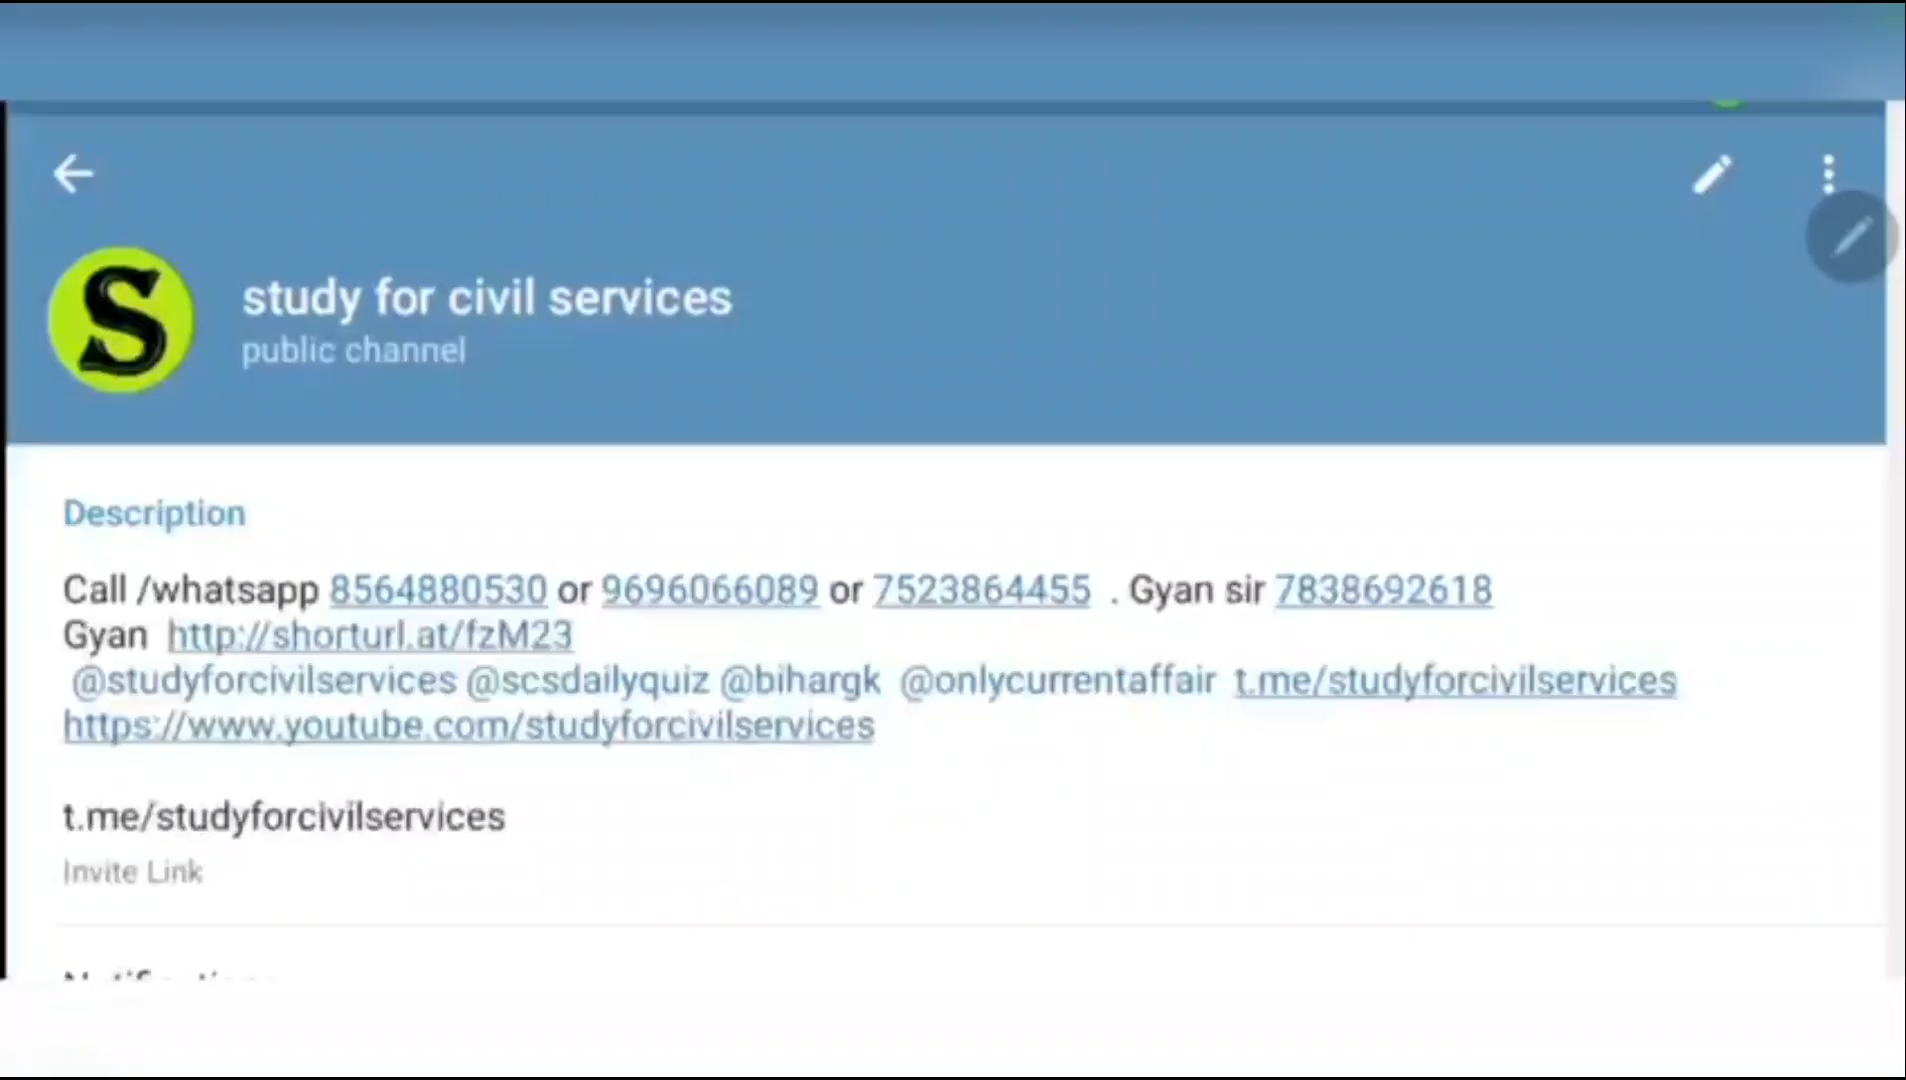 S
study for civil services
public channel
Description
Call /whatsapp 8564880530 or 9696066089 or 7523864455 . Gyan sir 7838692618
Gyan http://shorturl.at/fzM23
@studyforcivilservices @scsdailyquiz @bihargk @onlycurrentaffair t.me/studyforcivilservices
https://www.youtube.com/studyforcivilservices
t.me/studyforcivilservices
Invite Link